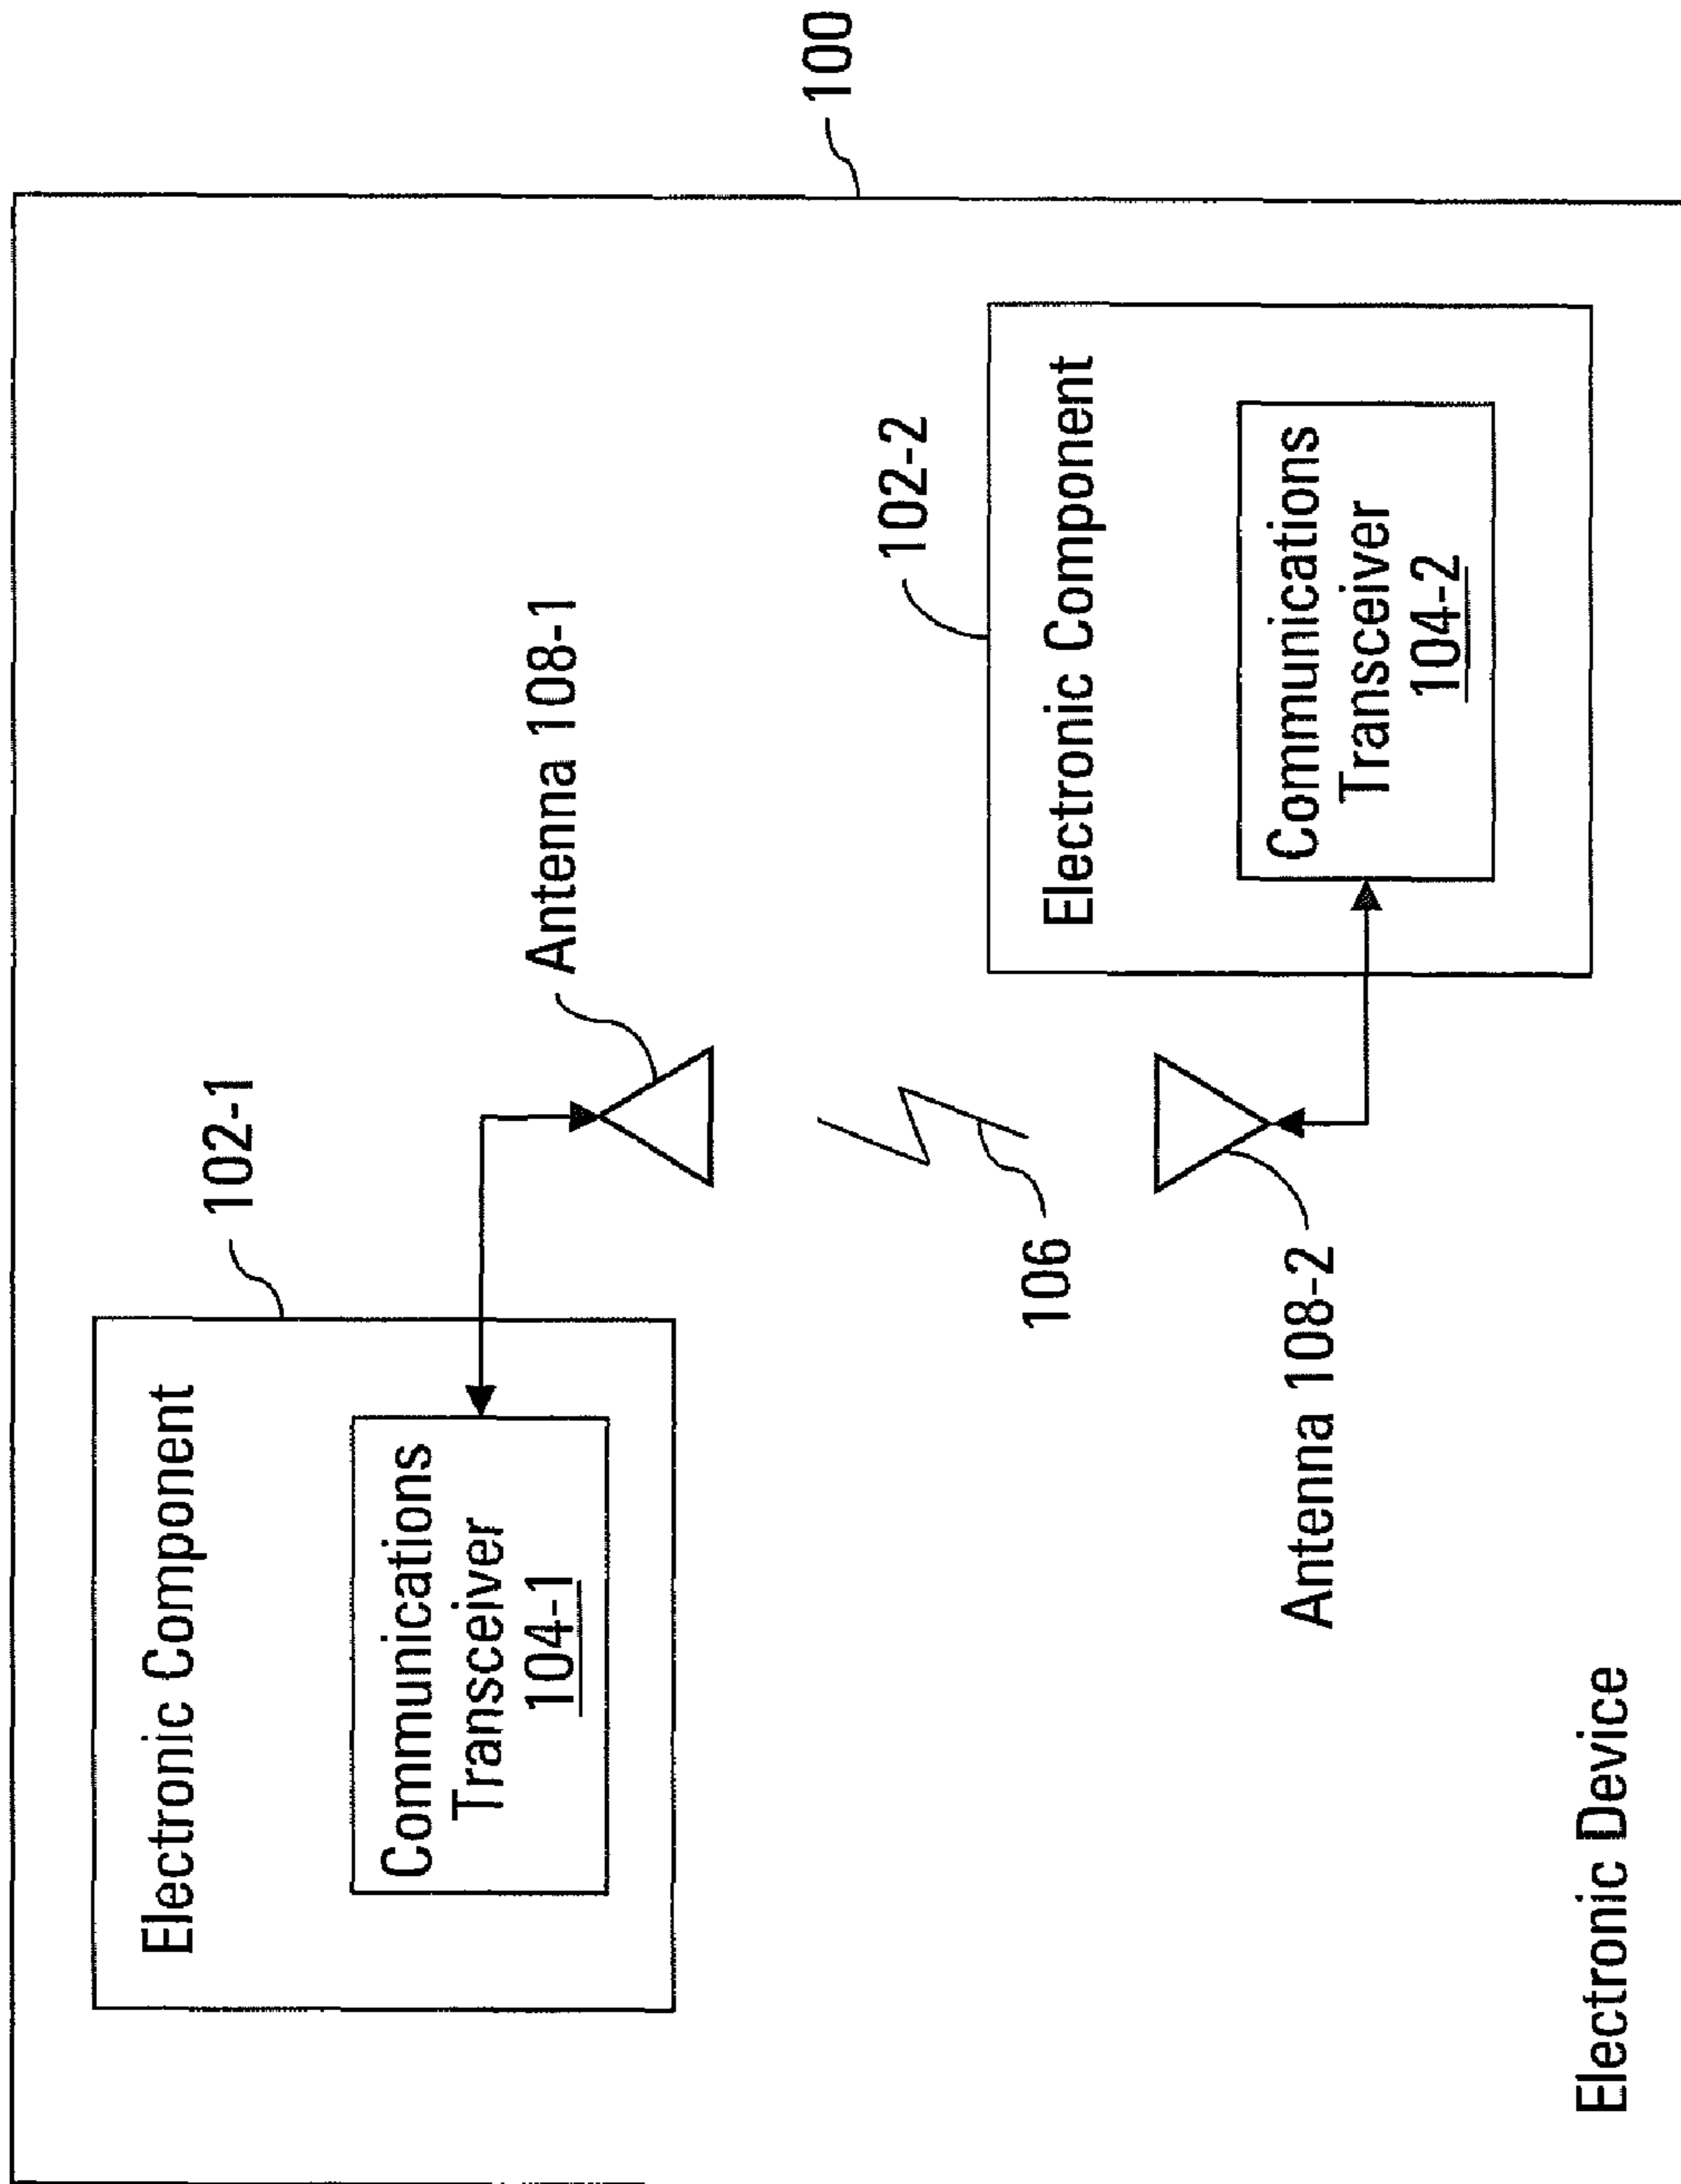 100
102-1
Electronic Component
Communications
Transceiver
104-1
Antenna 108-1
106
102-2
Electronic Component
Communications
Transceiver
104-2
Antenna 108-2
Electronic Device